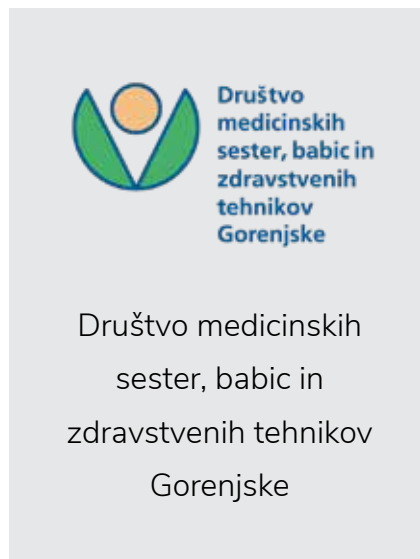 Društvo
medicinskih
sester, babic in
zdravstvenih
tehnikov
Gorenjske
Društvo medicinskih
sester, babic in
zdravstvenih tehnikov
Gorenjske